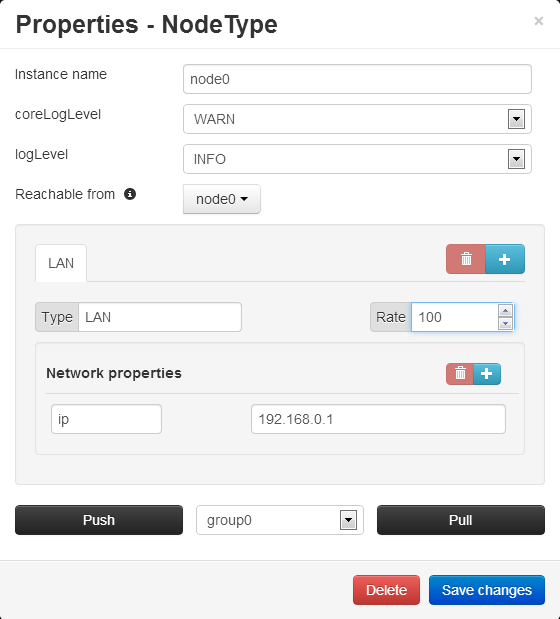 Properties - NodeType ×
Instance name node0
coreLogLevel WARN
logLevel INFO
Reachable from node0
LAN
Type LAN Rate 100
Network properties
ip 192.168.0.1
Push group0 Pull
Delete Save changes